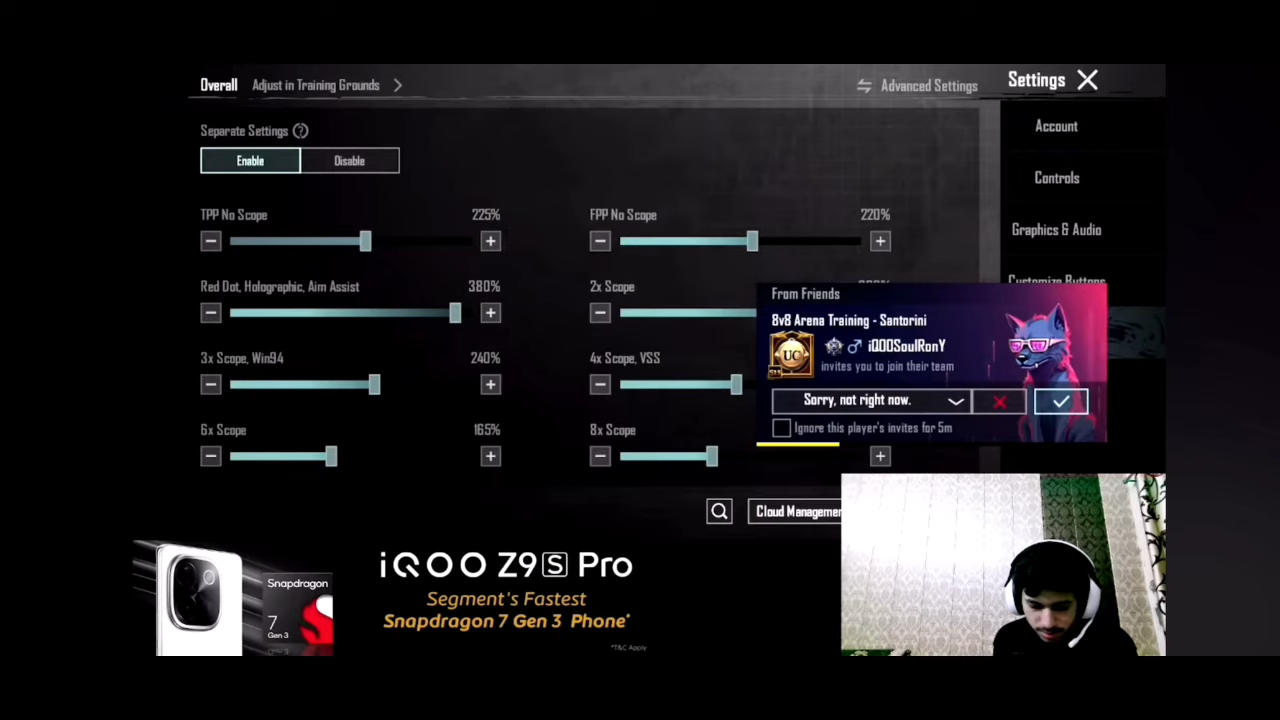 Overall Adjust in Training Grounds Advanced Settings Settings
Account
Separate Settings
Enable Disable
Controls
TPP No Scope 225% FPP No Scope 220%
Graphics & Audio
Red Dot, Holographic, Aim Assist 380% 2x Scope
Customize Buttons
From Friends
8v8 Arena Training - Santorini
UC
iQOOSoulRonY
invites you to join their team
3x Scope, Win94 240% 4x Scope, VSS
Sorry, not right now.
Ignore this player's invites for 5m
6x Scope 165% 8x Scope
Cloud Managemen
iQOO Z9S Pro
Segment's Fastest
Snapdragon 7 Gen 3 Phone*
*T&C Apply
Snapdragon
7
Gen 3